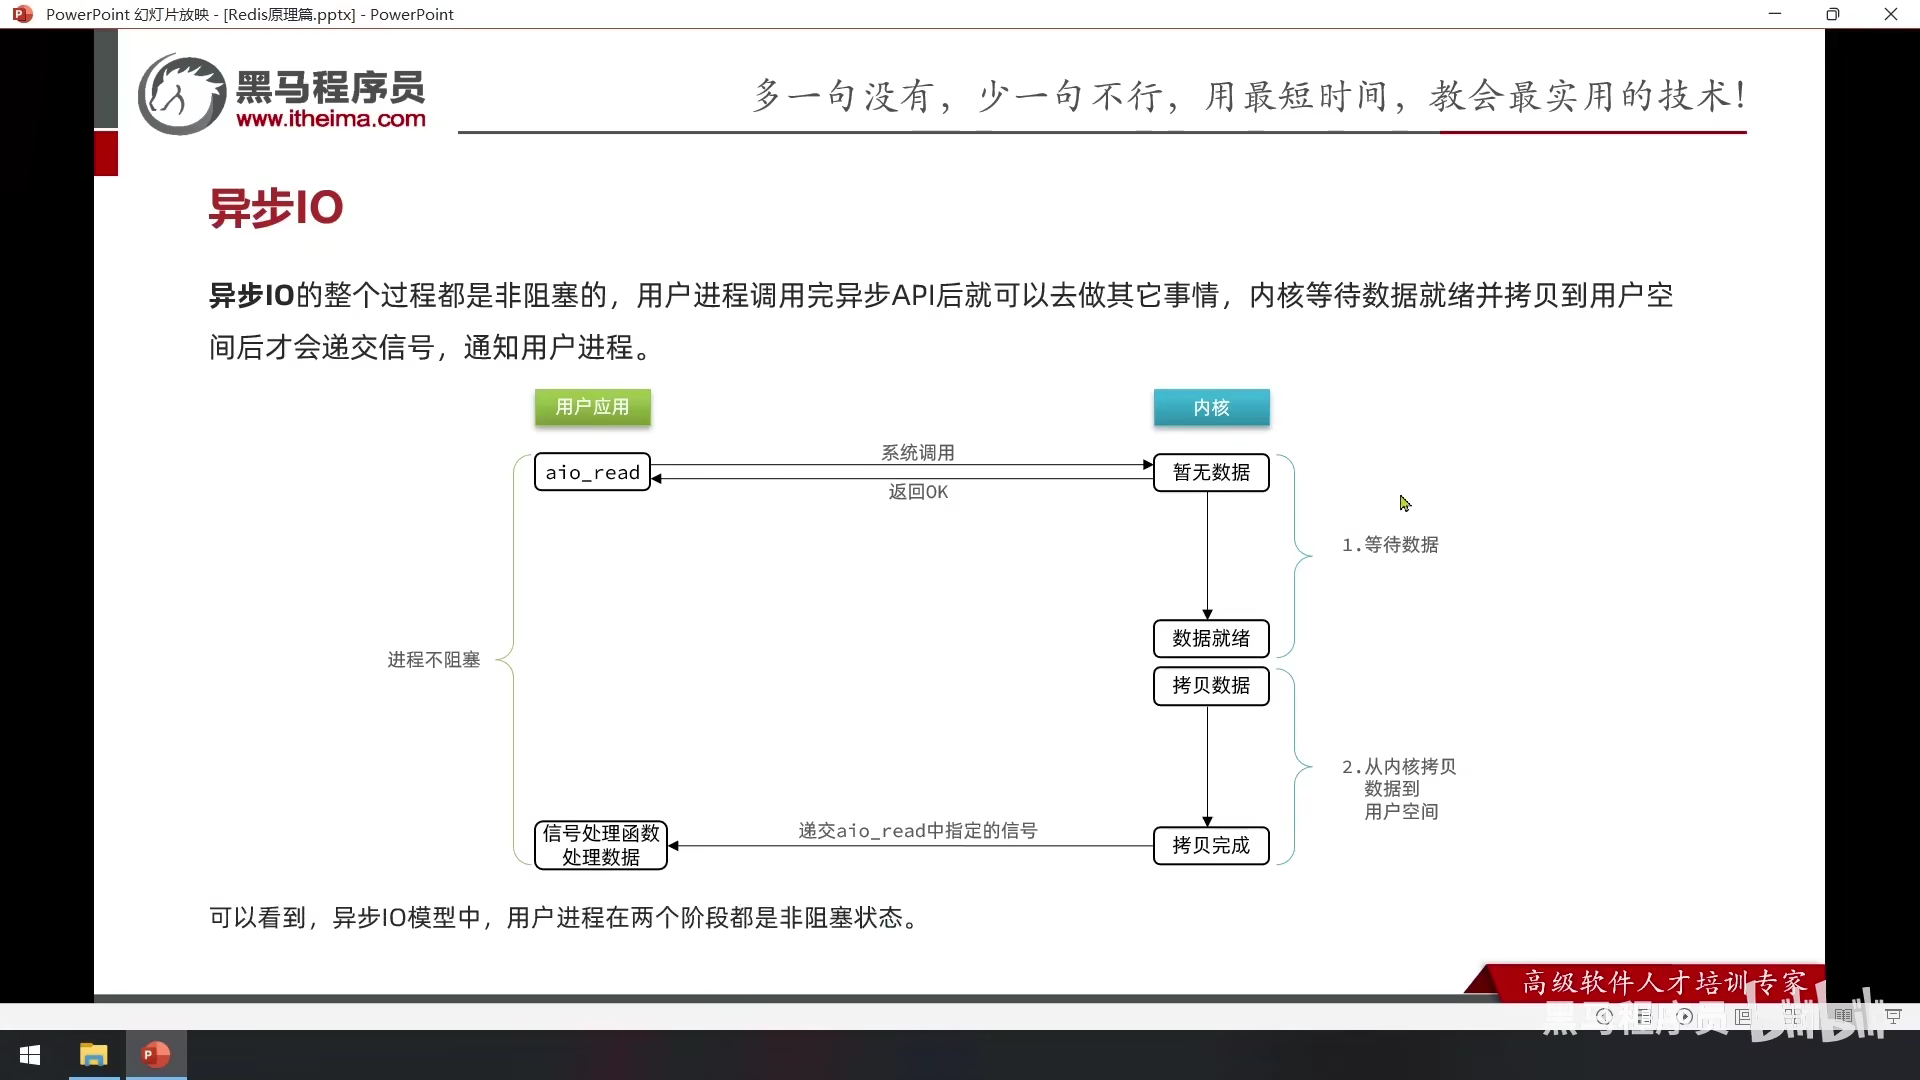 PowerPoint 幻灯片放映 - [Redis原理篇.pptx] - PowerPoint
黑马程序员
www.itheima.com
多一句没有，少一句不行，用最短时间，教会最实用的技术！
异步IO
异步IO的整个过程都是非阻塞的，用户进程调用完异步API后就可以去做其它事情，内核等待数据就绪并拷贝到用户空
间后才会递交信号，通知用户进程。
用户应用
内核
系统调用
aio_read
暂无数据
返回OK
1.等待数据
数据就绪
进程不阻塞
拷贝数据
2.从内核拷贝
数据到
用户空间
递交aio_read中指定的信号
信号处理函数
处理数据
拷贝完成
可以看到，异步IO模型中，用户进程在两个阶段都是非阻塞状态。
高级软件人才培训专家
黑马程序员 bilibili